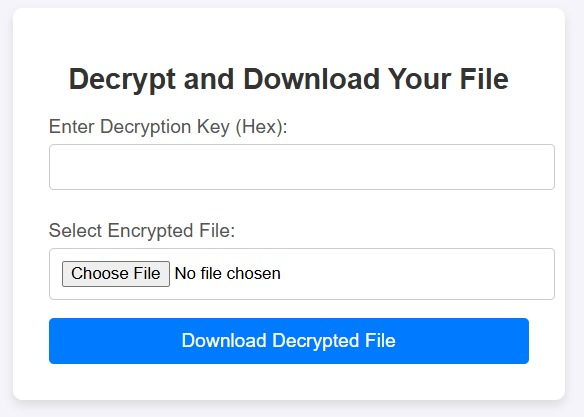 Decrypt and Download Your File
Enter Decryption Key (Hex):
Select Encrypted File:
Choose File No file chosen
Download Decrypted File